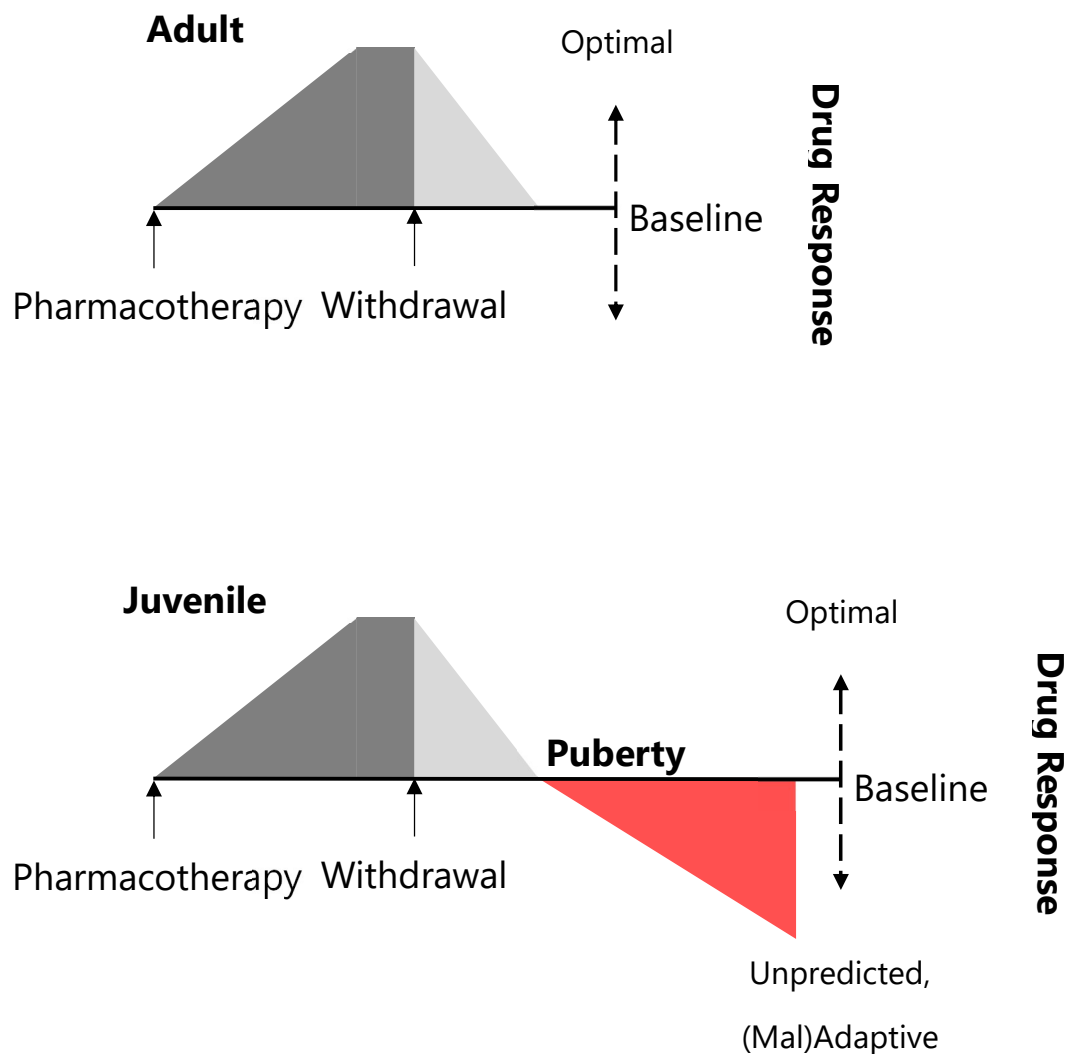 Adult
Optimal
Drug Response
Baseline
Pharmacotherapy
Withdrawal
Juvenile
Optimal
Drug Response
Puberty
Baseline
Pharmacotherapy
Withdrawal
Unpredicted,
(Mal)Adaptive